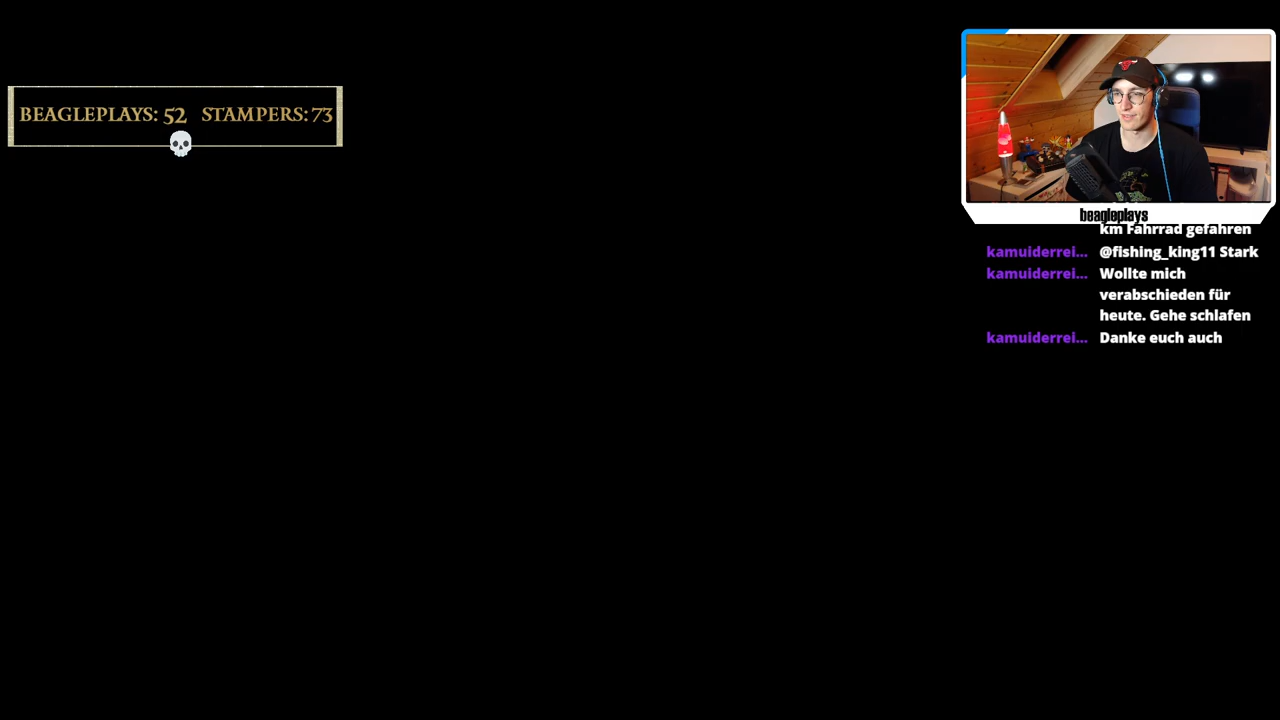 BEAGLEPLAYS: 52 STAMPERS: 73
beagleplays
km Fahrrad gefahren
kamuiderrei... @fishing_king11 Stark
kamuiderrei... Wollte mich
verabschieden für
heute. Gehe schlafen
kamuiderrei... Danke euch auch